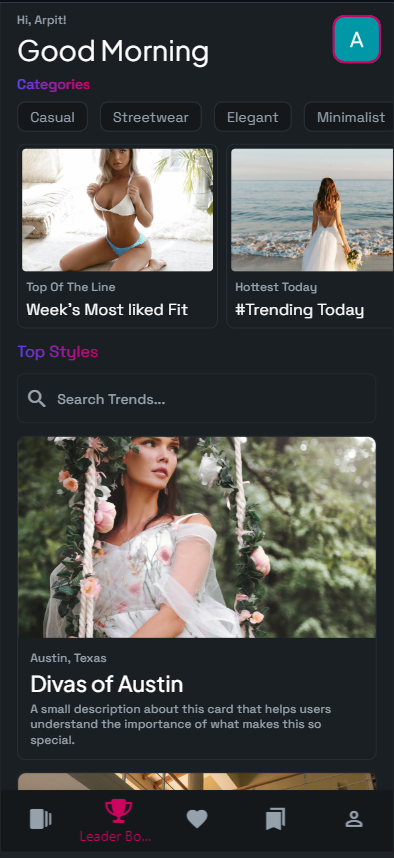 Hi, Arpit!
Good Morning
A
Categories
Casual
Streetwear
Elegant
Minimalist
Top Of The Line
Week's Most liked Fit
Hottest Today
#Trending Today
Top Styles
Search Trends...
Austin, Texas
Divas of Austin
A small description about this card that helps users
understand the importance of what makes this so
special.
Leader Bo...